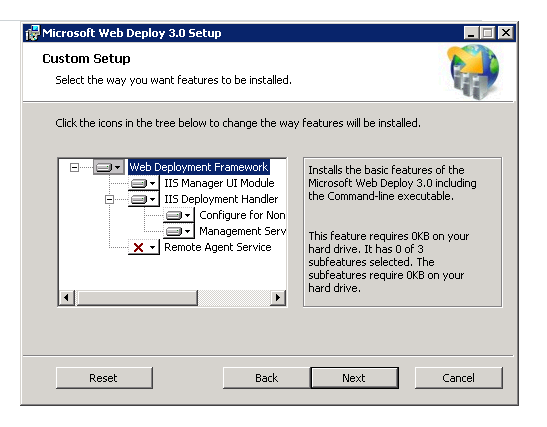 Microsoft Web Deploy 3.0 Setup
Custom Setup
Select the way you want features to be installed.
Click the icons in the tree below to change the way features will be installed.
Web Deployment Framework
IIS Manager UI Module
IIS Deployment Handler
Configure for Non
Management Serv
Remote Agent Service
Installs the basic features of the
Microsoft Web Deploy 3.0 including
the Command-line executable.
This feature requires 0KB on your
hard drive. It has 0 of 3
subfeatures selected. The
subfeatures require 0KB on your
hard drive.
Reset Back Next Cancel